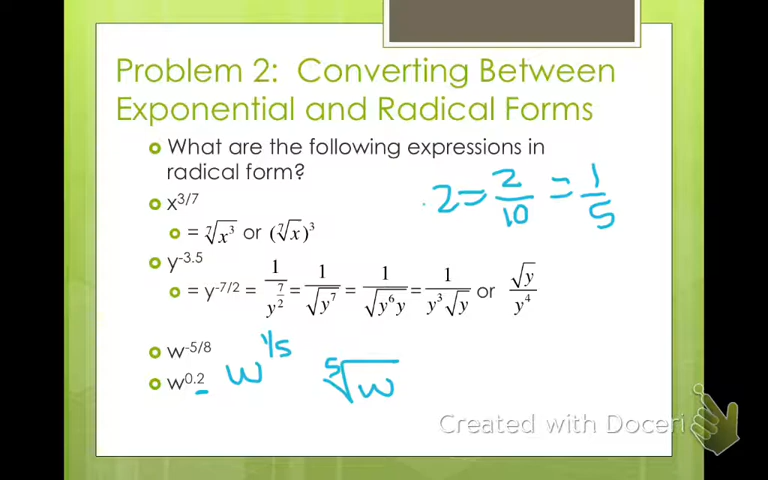 Problem 2: Converting Between
Exponential and Radical Forms
What are the following expressions in
radical form?
.2 = 2/10 = 1/5
x^{3/7}
= ⁷√x³ or (⁷√x)³
y^{-3.5}
= y^{-7/2} = 1/y^{7/2} = 1/√y⁷ = 1/√y⁶y = 1/y³√y or √y/y⁴
w^{-5/8}
w^{0.2} w^{1/5} ⁵√w
Created with Doceri